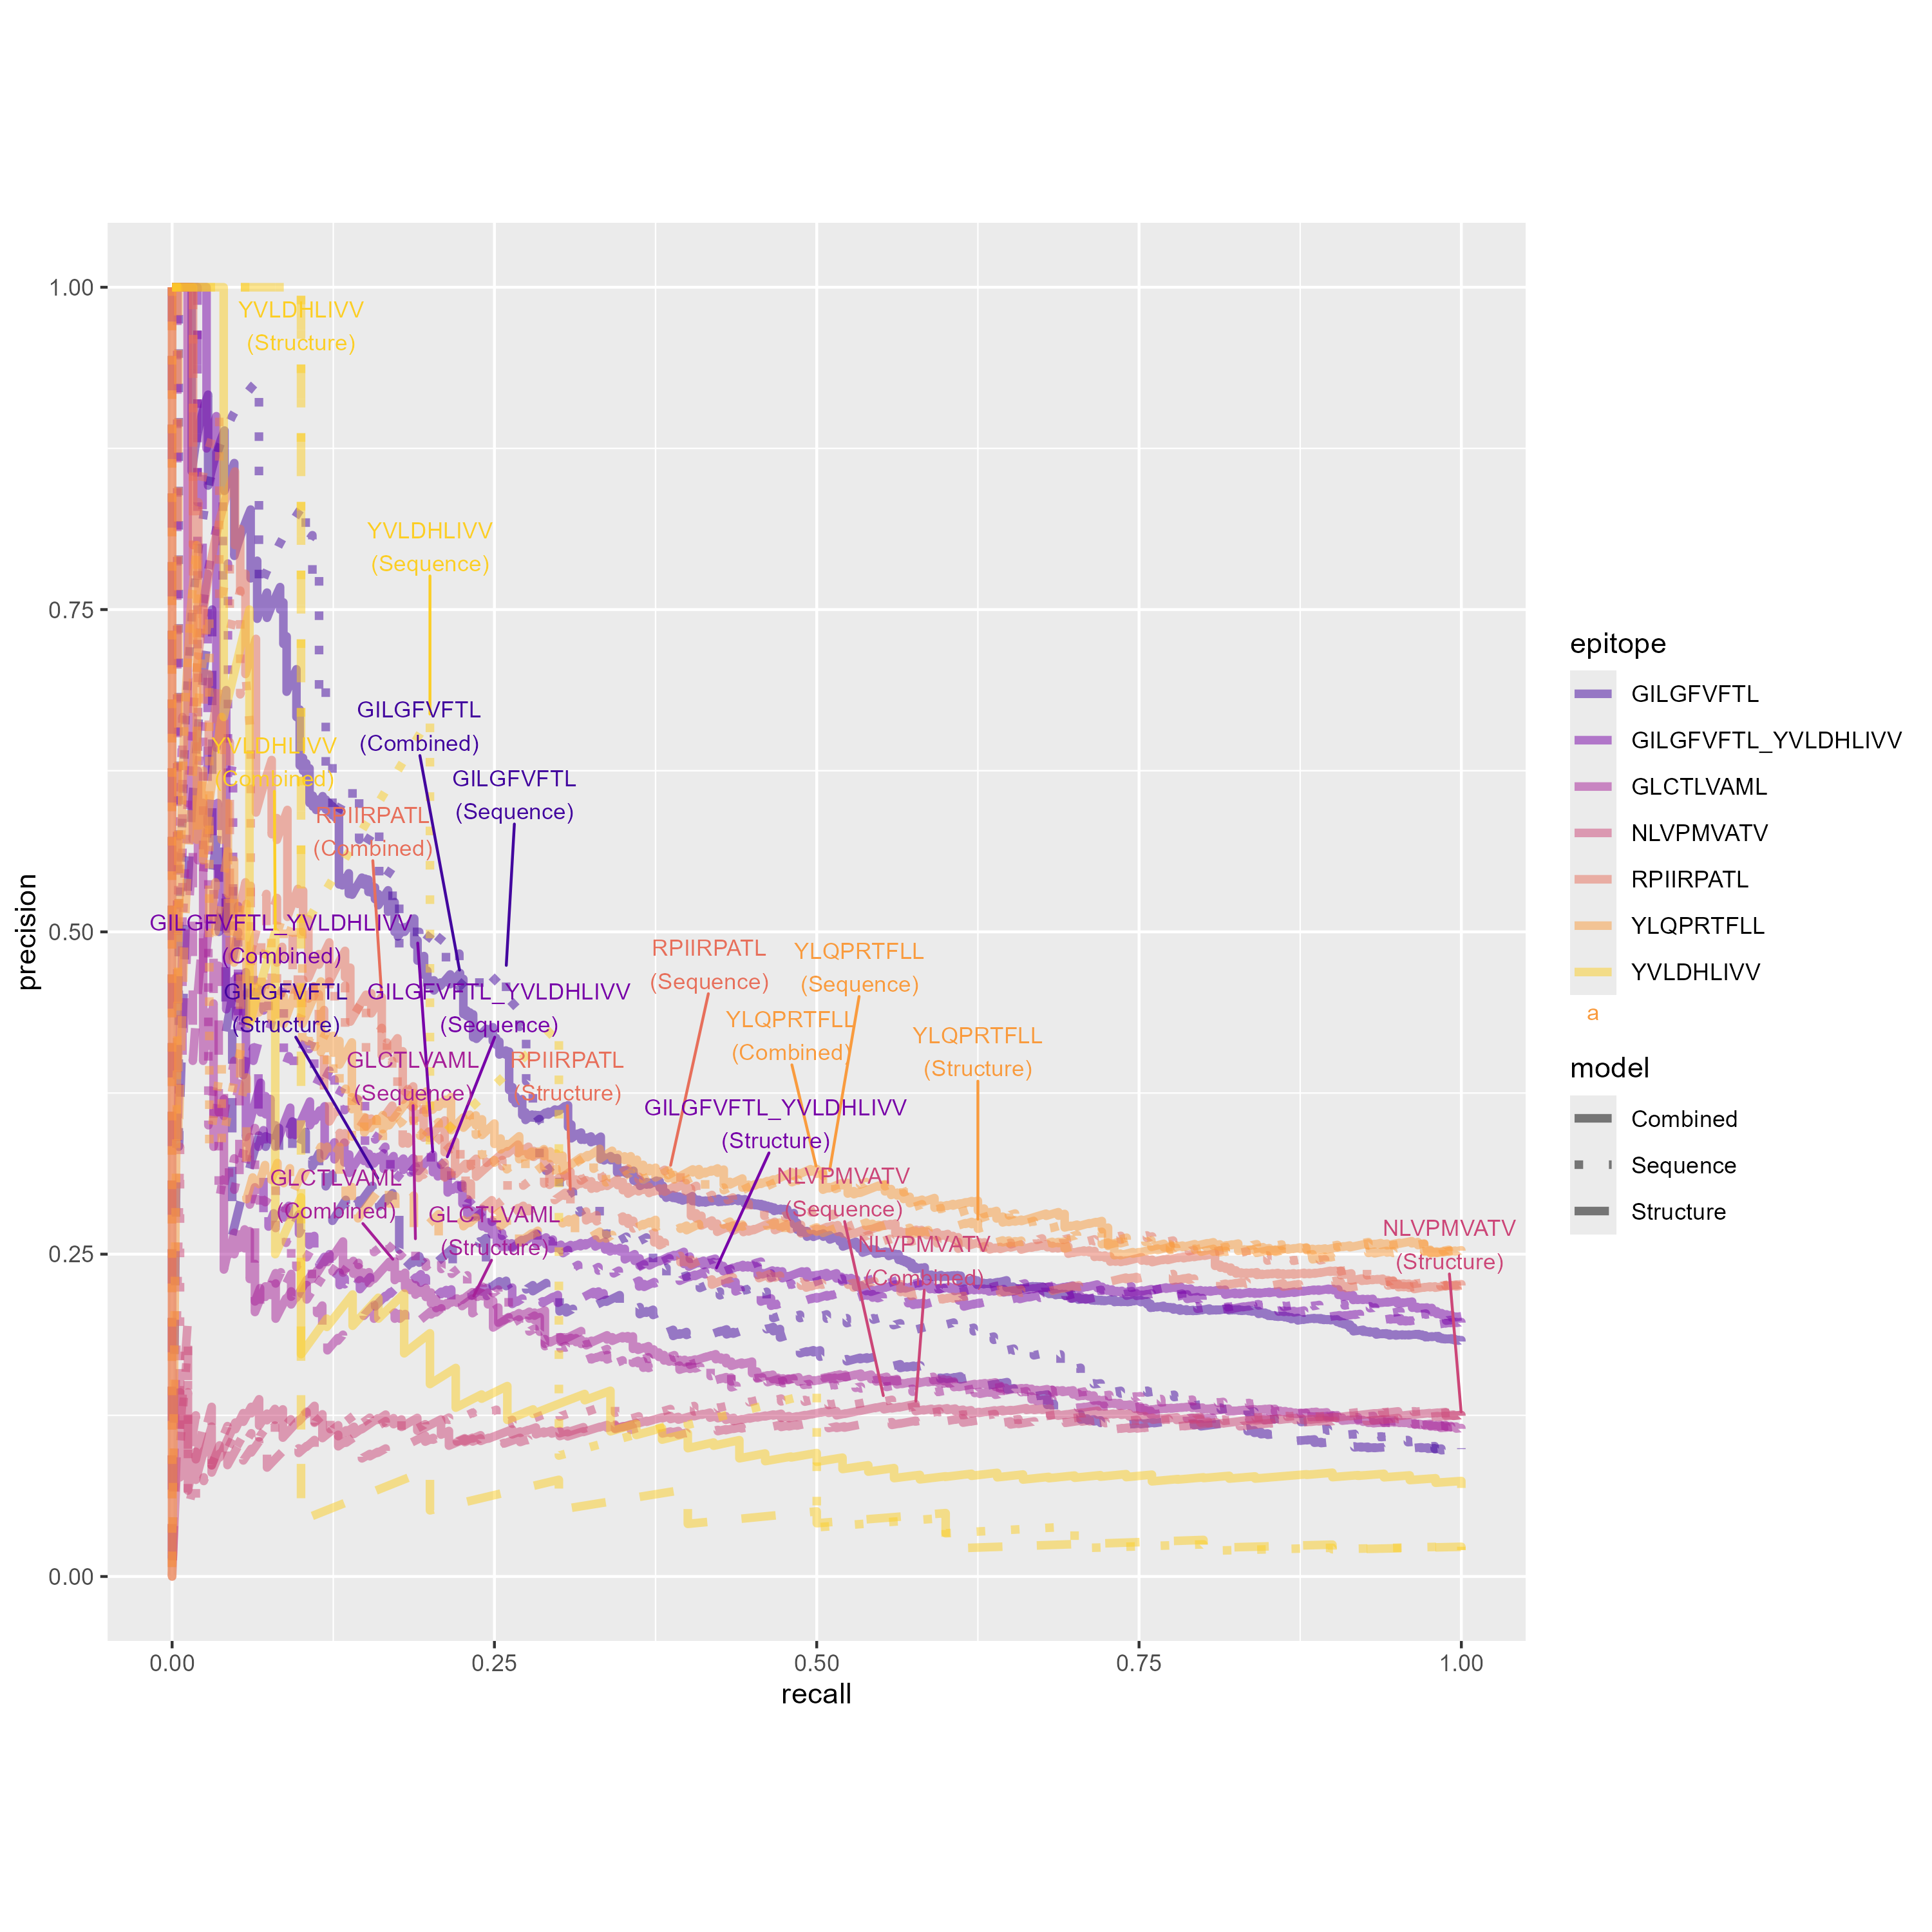 1.00
0.75
0.50
0.25
0.00
precision
YVLDHLIVV
(Structure)
YVLDHLIVV
(Sequence)
GILGFVFTL
(Combined)
YVLDHLIVV
(Combined)
GILGFVFTL
(Sequence)
RPIIRPATL
(Combined)
GILGFVFTL_YVLDHLIVV
(Combined)
RPIIRPATL
(Sequence)
YLQPRTFLL
(Sequence)
GILGFVFTL
(Structure)
GILGFVFTL_YVLDHLIVV
(Sequence)
YLQPRTFLL
(Combined)
YLQPRTFLL
(Structure)
GLCTLVAML
(Sequence)
RPIIRPATL
(Structure)
GILGFVFTL_YVLDHLIVV
(Structure)
GLCTLVAML
(Combined)
NLVPMVATV
(Sequence)
GLCTLVAML
(Structure)
NLVPMVATV
(Combined)
NLVPMVATV
(Structure)
0.00
0.25
0.50
0.75
1.00
recall
epitope
GILGFVFTL
GILGFVFTL_YVLDHLIVV
GLCTLVAML
NLVPMVATV
RPIIRPATL
YLQPRTFLL
YVLDHLIVV
a
model
Combined
Sequence
Structure